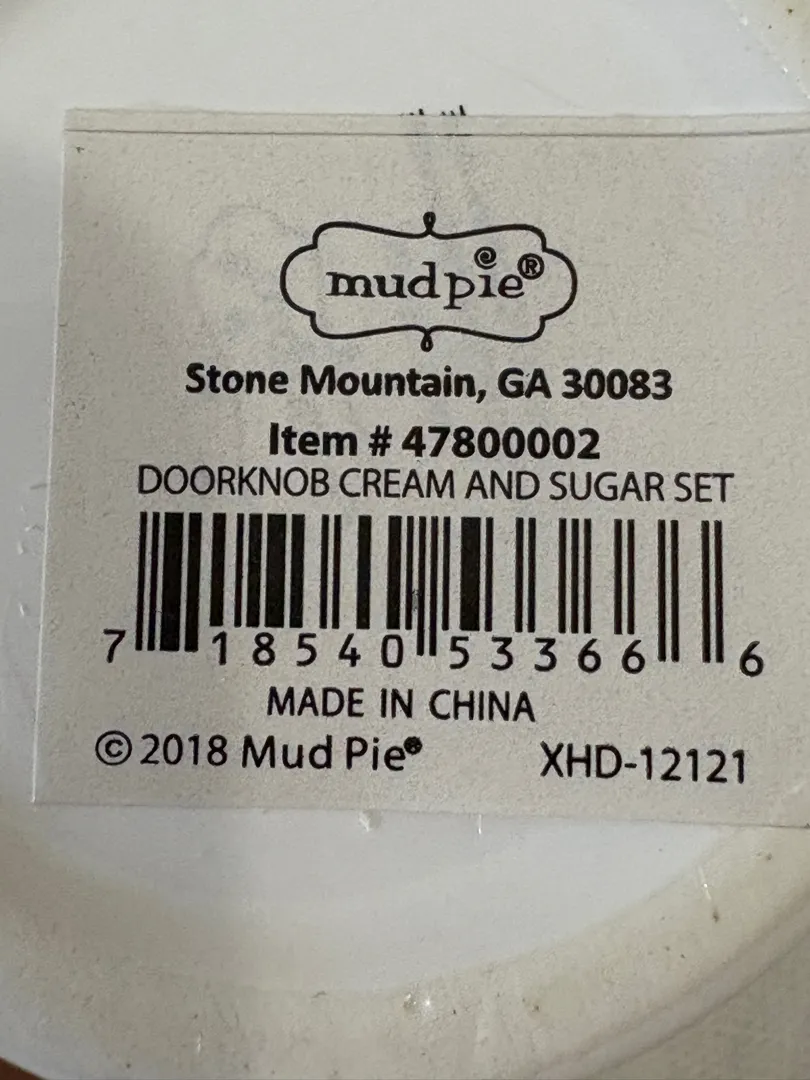 mudpie®
Stone Mountain, GA 30083
Item # 47800002
DOORKNOB CREAM AND SUGAR SET
7 18540 53366 6
MADE IN CHINA
© 2018 Mud Pie®
XHD-12121